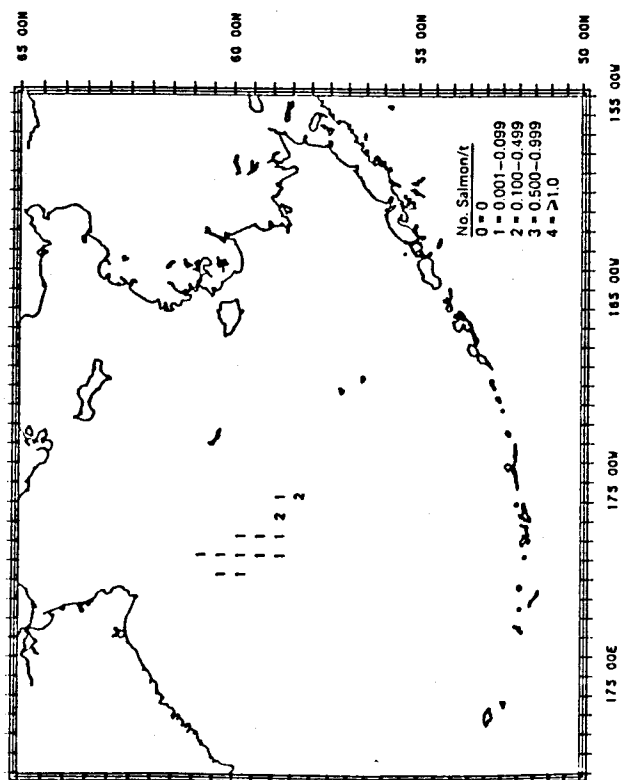 65 00N
1
1 1
1 1 1
60 00N
1 1
1 1 2 1
2
55 00N
No. Salmon/t
0 = 0
1 = 0.001-0.099
2 = 0.100-0.499
3 = 0.500-0.999
4 = >1.0
50 00N
175 00E
175 00W
165 00W
155 00W